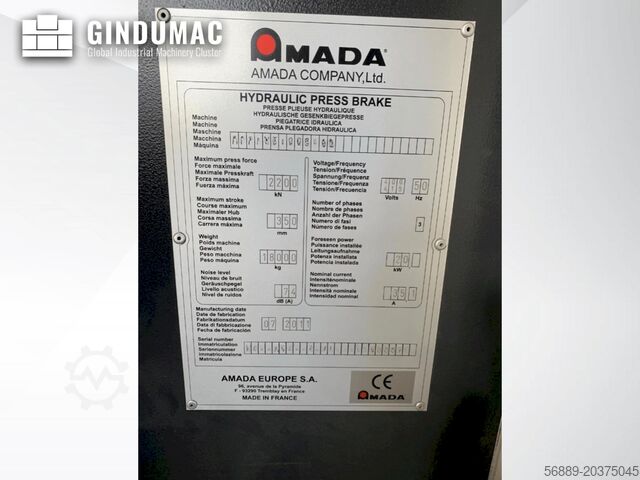 GINDUMAC
Global Industrial Machinery Cluster
AMADA®
AMADA COMPANY,Ltd.
HYDRAULIC PRESS BRAKE
PRESSE PLIEUSE HYDRAULIQUE
HYDRAULISCHE GESENKBIEGEPRESSE
PIEGATRICE IDRAULICA
PRENSA PLEGADORA HIDRAULICA
Machine
Machine
Maschine
Macchina
Máquina
Maximum press force
Force maximale
Maximale Presskraft
Forza massima
Fuerza máxima
2200
kN
Maximum stroke
Course maximum
Maximaler Hub
Corsa massima
Carrera máxima
350
mm
Weight
Poids machine
Gewicht
Peso macchina
Peso máquina
18000
kg
Noise level
Niveau de bruit
Geräuschspegel
Livello acustico
Nivel de ruidos
74
dB (A)
Voltage/Frequency
Tension/Fréquence
Spannung/Frequenz
Tensione/Frequenza
Tensión/Frecuencia
50
Volts
Hz
Number of phases
Nombre de phases
Anzahl der Phasen
Numero di fasi
Número de fases
3
Foreseen power
Puissance installée
Leitungsaufnahme
Potenza installata
Potencia instalada
20
kW
Nominal current
Intensiténominale
Nennstrom
Intensità nominale
Intensidad nominal
A
Manufacturing date
Date de fabrication
Fabrikationsdatum
Data di fabbricazione
Fecha de fabricación
07 2011
Serial number
Immatriculation
Seriennummer
immatricolazione
Matricula
AMADA EUROPE S.A.
96, avenue de la Pyramide
F - 93290 Tremblay en France
MADE IN FRANCE
CE
AMADA
56889-20375045